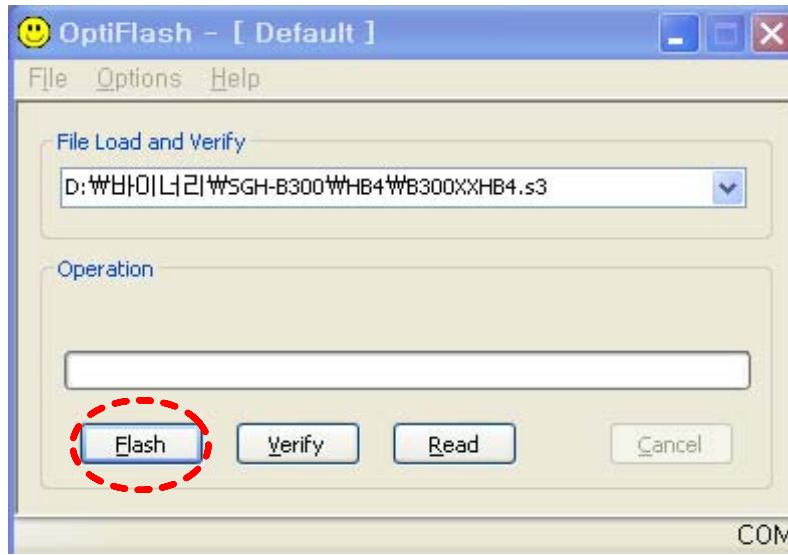 OptiFlash - [ Default ]
File Options Help
File Load and Verify
D:₩바이너리₩SGH-B300₩HB4₩B300XXHB4.s3
Operation
Flash Verify Read Cancel
COM